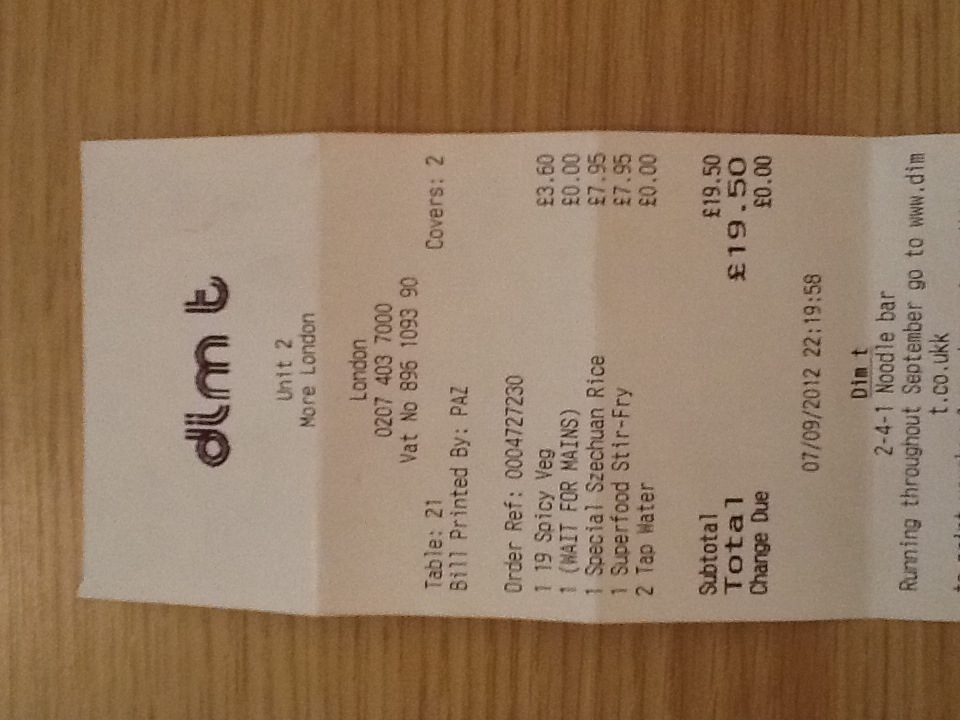 dim t
Unit 2
More London
London
0207 403 7000
Vat No 896 1093 90
Table: 21 Covers: 2
Bill Printed By: PAZ
Order Ref: 0004727230
1 19 Spicy Veg £3.60
1 (WAIT FOR MAINS) £0.00
1 Special Szechuan Rice £7.95
1 Superfood Stir-Fry £7.95
2 Tap Water £0.00
Subtotal £19.50
Total £19.50
Change Due £0.00
07/09/2012 22:19:58
Dim t
2-4-1 Noodle bar
Running throughout September go to www.dim
t.co.ukk